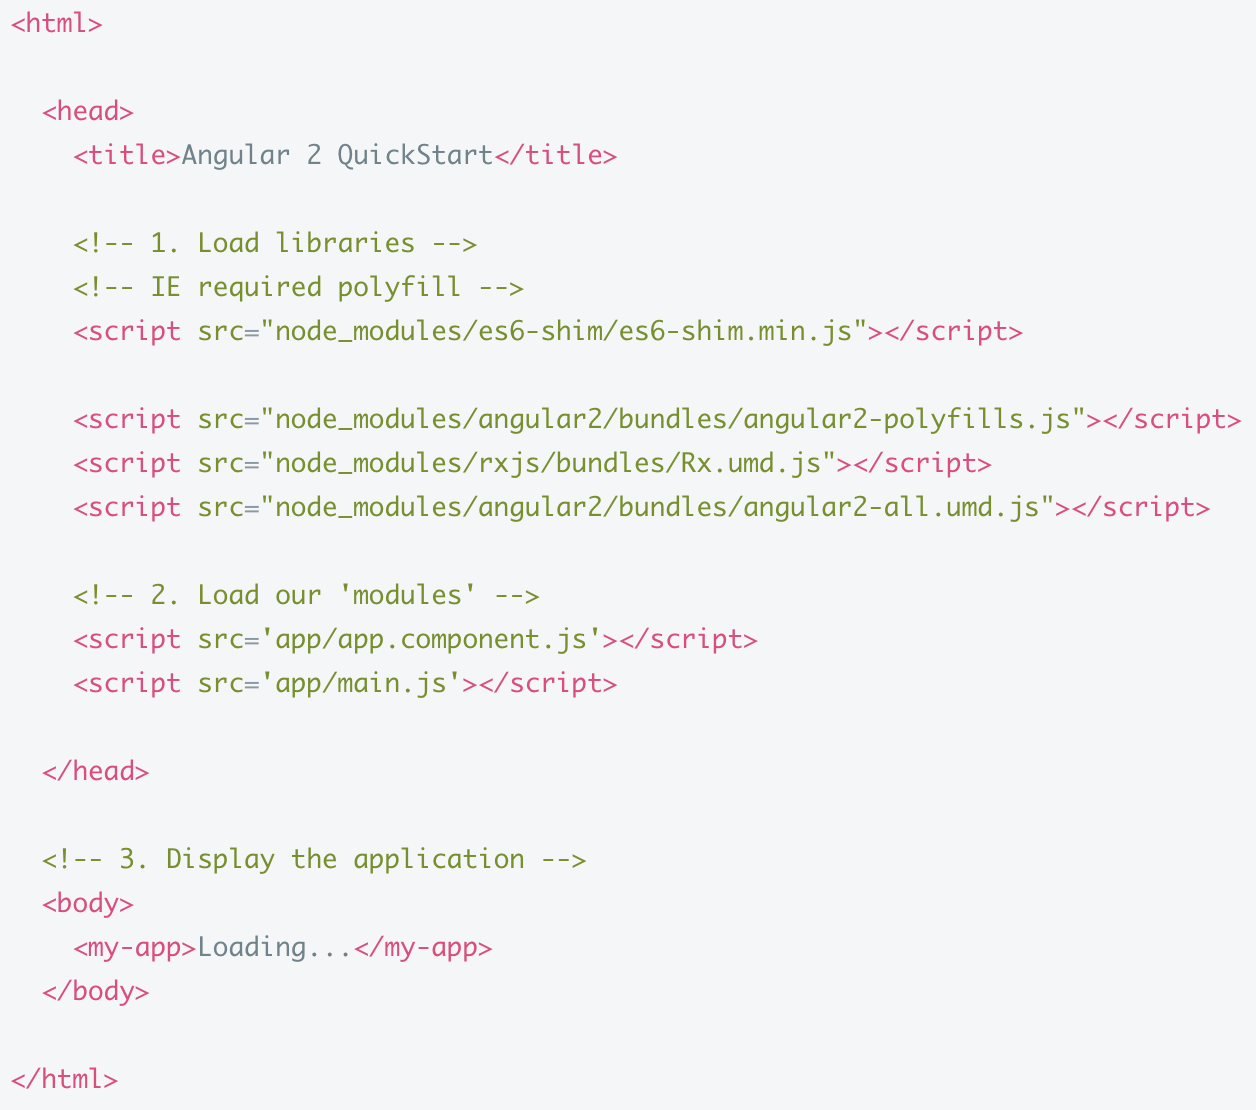 <html>
<head>
<title>Angular 2 QuickStart</title>
<!-- 1. Load libraries -->
<!-- IE required polyfill -->
<script src="node_modules/es6-shim/es6-shim.min.js"></script>
<script src="node_modules/angular2/bundles/angular2-polyfills.js"></script>
<script src="node_modules/rxjs/bundles/Rx.umd.js"></script>
<script src="node_modules/angular2/bundles/angular2-all.umd.js"></script>
<!-- 2. Load our 'modules' -->
<script src='app/app.component.js'></script>
<script src='app/main.js'></script>
</head>
<!-- 3. Display the application -->
<body>
<my-app>Loading...</my-app>
</body>
</html>